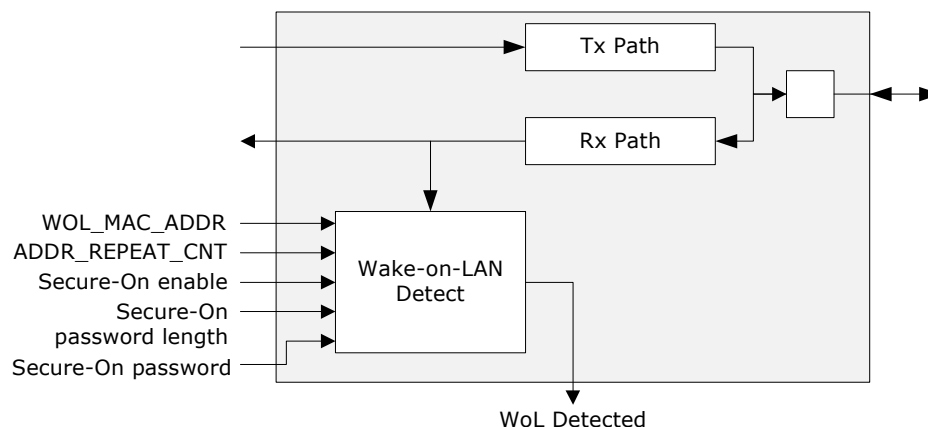 Tx Path
Rx Path
WOL_MAC_ADDR
ADDR_REPEAT_CNT
Secure-On enable
Secure-On
password length
Secure-On password
Wake-on-LAN
Detect
WoL Detected